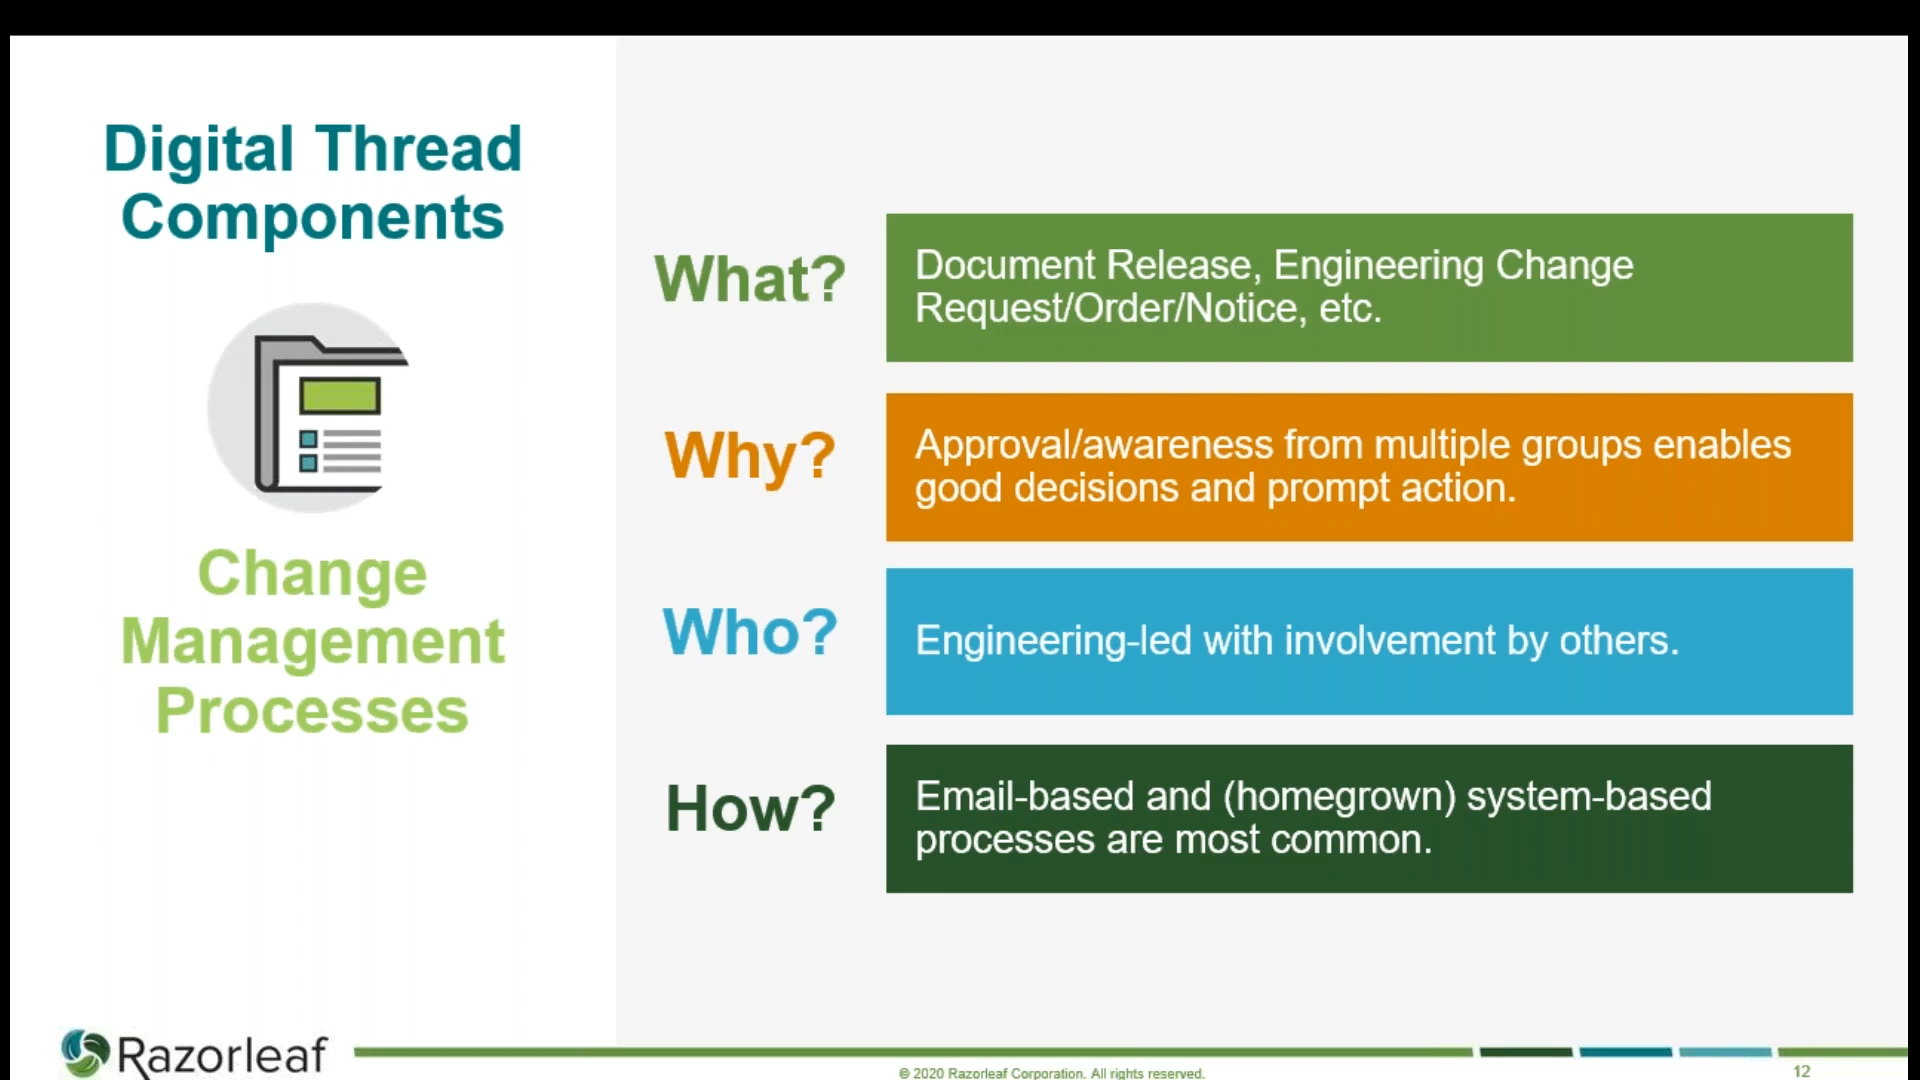 Digital Thread
Components
Change
Management
Processes
What?
Document Release, Engineering Change
Request/Order/Notice, etc.
Why?
Approval/awareness from multiple groups enables
good decisions and prompt action.
Who?
Engineering-led with involvement by others.
How?
Email-based and (homegrown) system-based
processes are most common.
Razorleaf
© 2020 Razorleaf Corporation. All rights reserved.
12